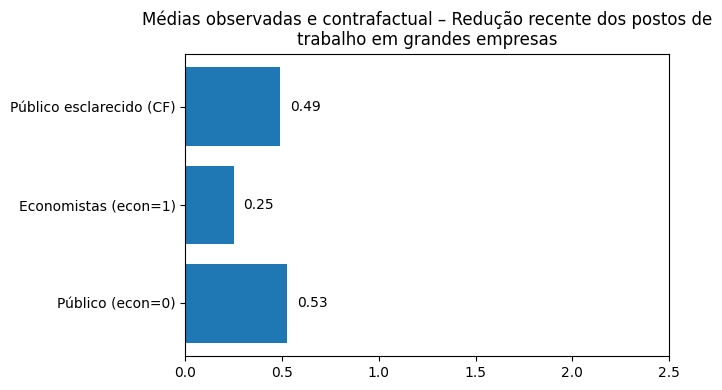 Médias observadas e contrafactual – Redução recente dos postos de
trabalho em grandes empresas
Público esclarecido (CF)
0.49
Economistas (econ=1)
0.25
Público (econ=0)
0.53
0.0 0.5 1.0 1.5 2.0 2.5